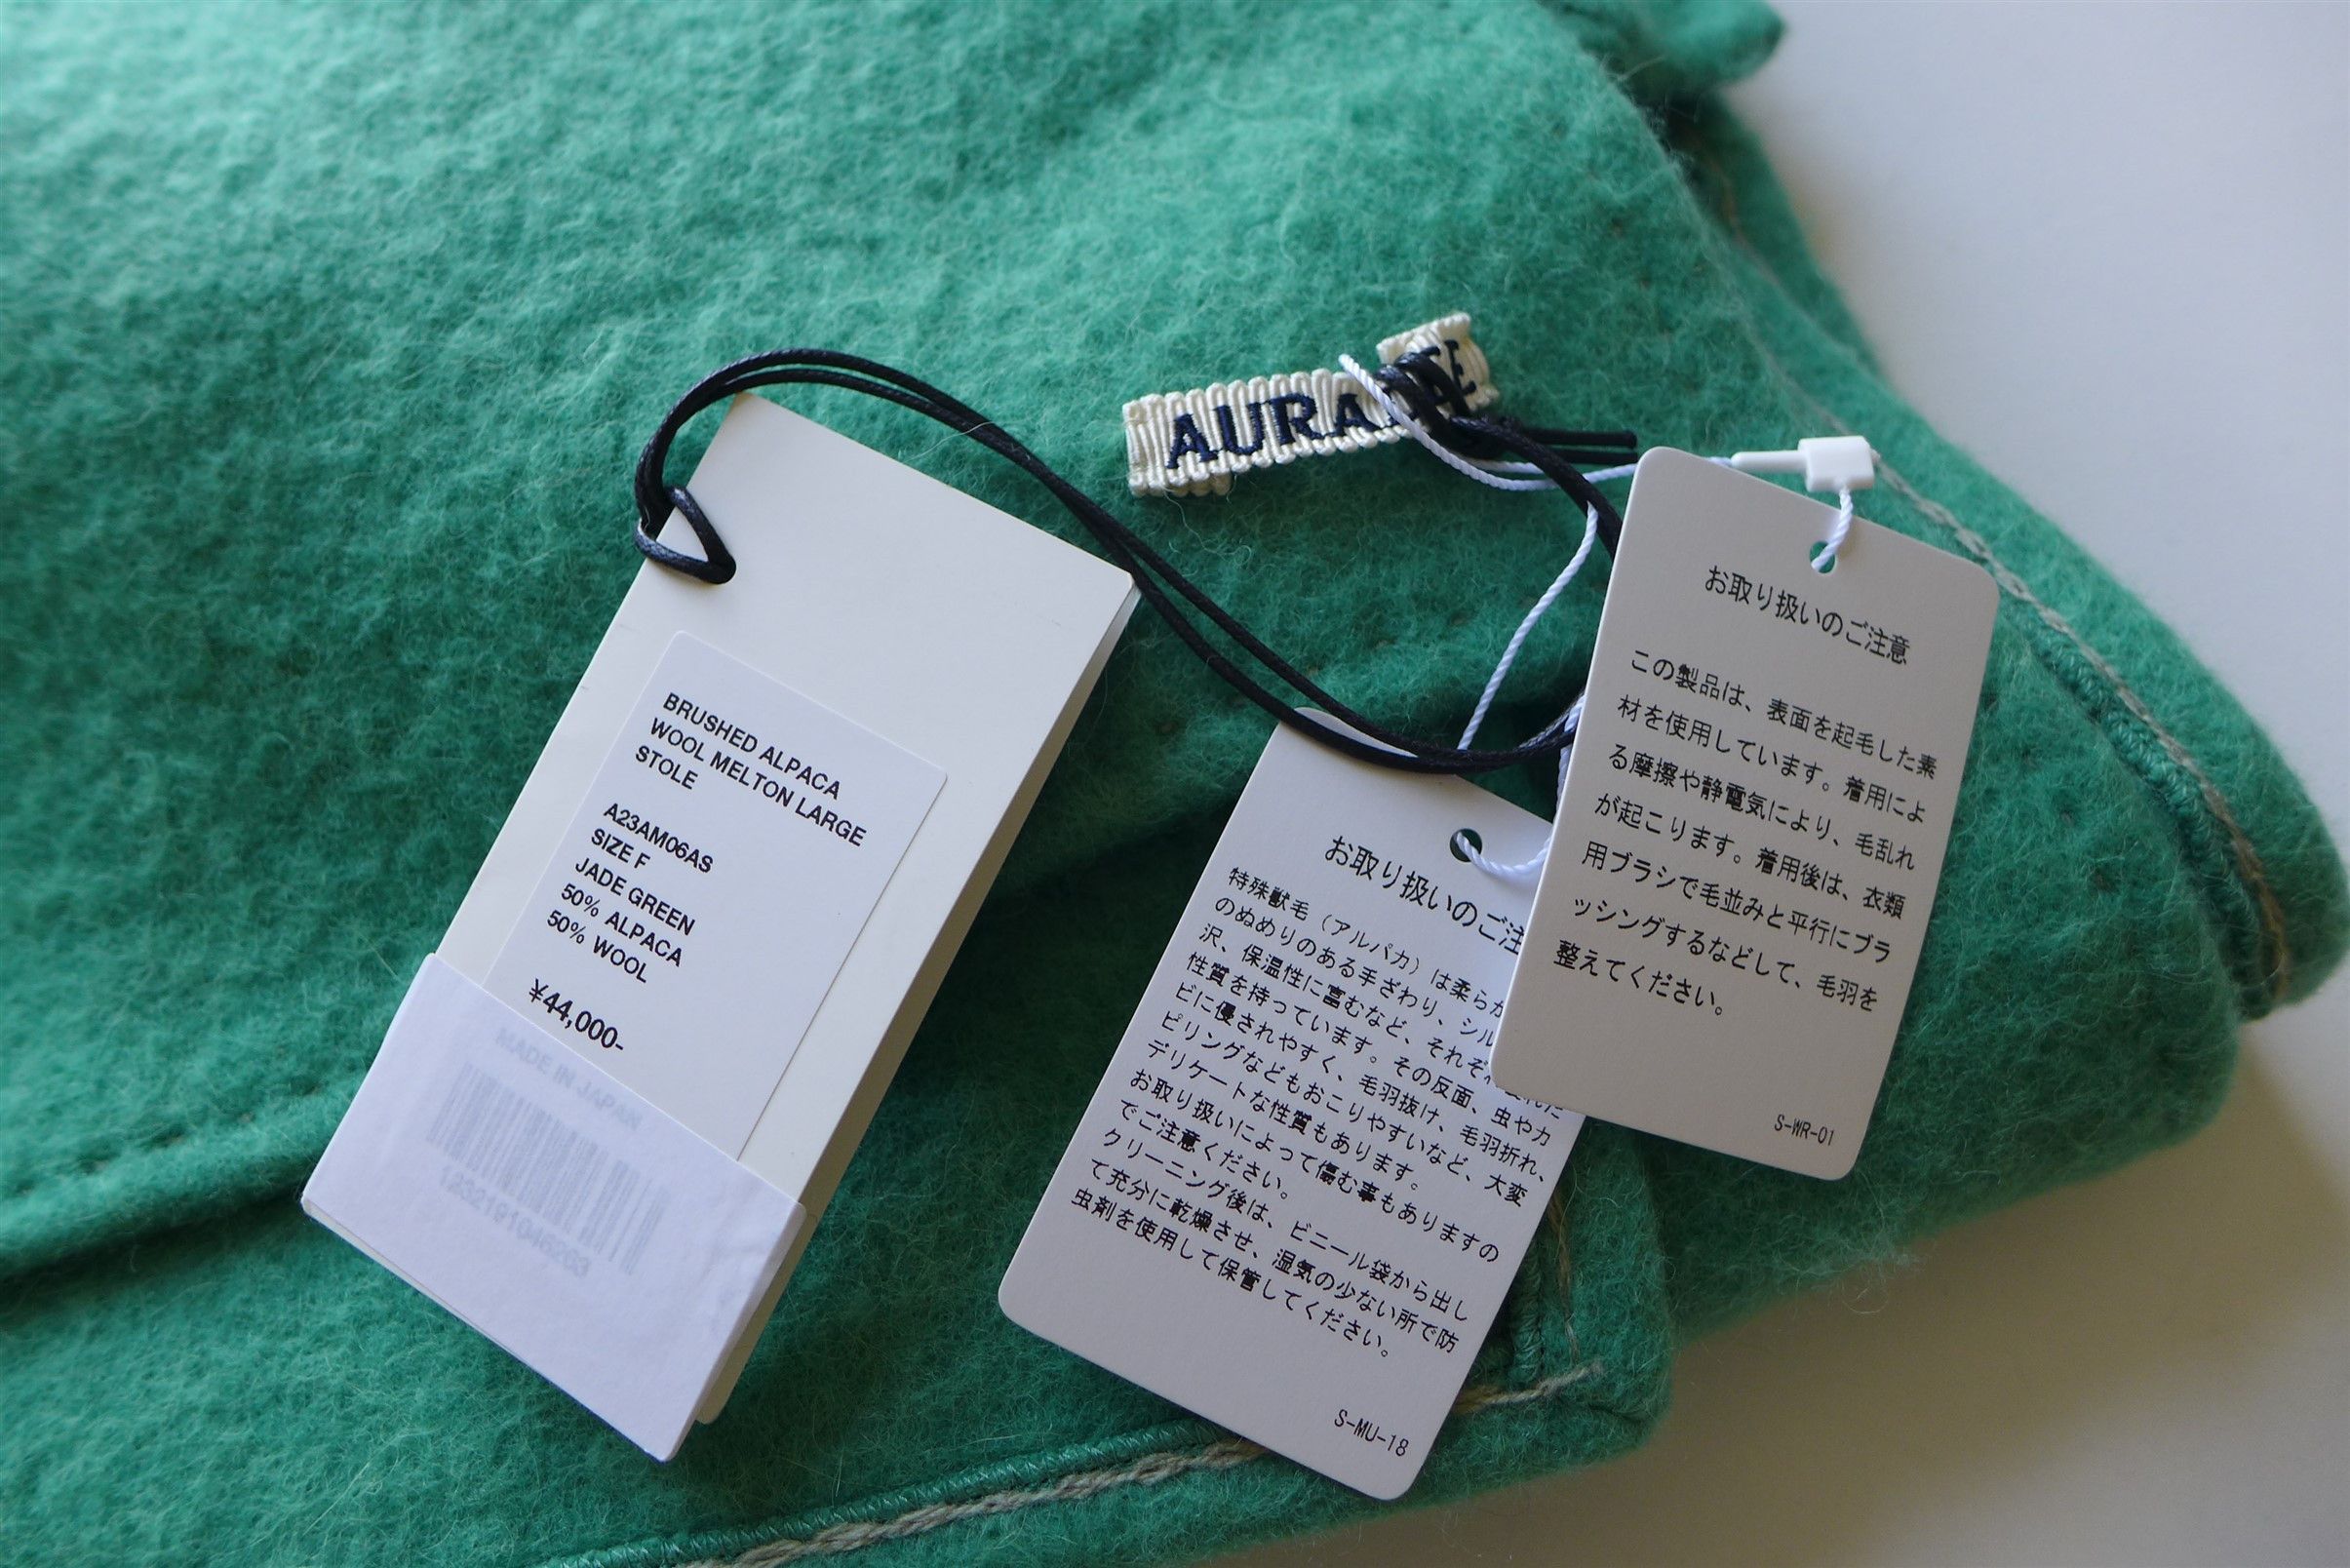 AURA
BRUSHED ALPACA
WOOL MELTON LARGE
STOLE
A23AM06AS
SIZE F
JADE GREEN
50% ALPACA
50% WOOL
¥44,000-
MADE IN JAPAN
お取り扱いのご注
特殊獣毛（アルパカ）は柔らか
のぬめりのある手ざわり、シル
沢、保温性に富むなど、それぞ
性質を持っています。その反面、虫やカ
ビに優されやすく、毛羽抜け、毛羽折れ、
ピリングなどもおこりやすいなど、大変
デリケートな性質もあります。
お取り扱いによって傷む事もありますの
でご注意ください。
クリーニング後は、ビニール袋から出し
て充分に乾燥させ、湿気の少ない所で防
虫剤を使用して保管してください。
S-MU-18
お取り扱いのご注意
この製品は、表面を起毛した素
材を使用しています。着用によ
る摩擦や静電気により、毛乱れ
が起こります。着用後は、衣類
用ブラシで毛並みと平行にブラ
ッシングするなどして、毛羽を
整えてください。
S-WR-01